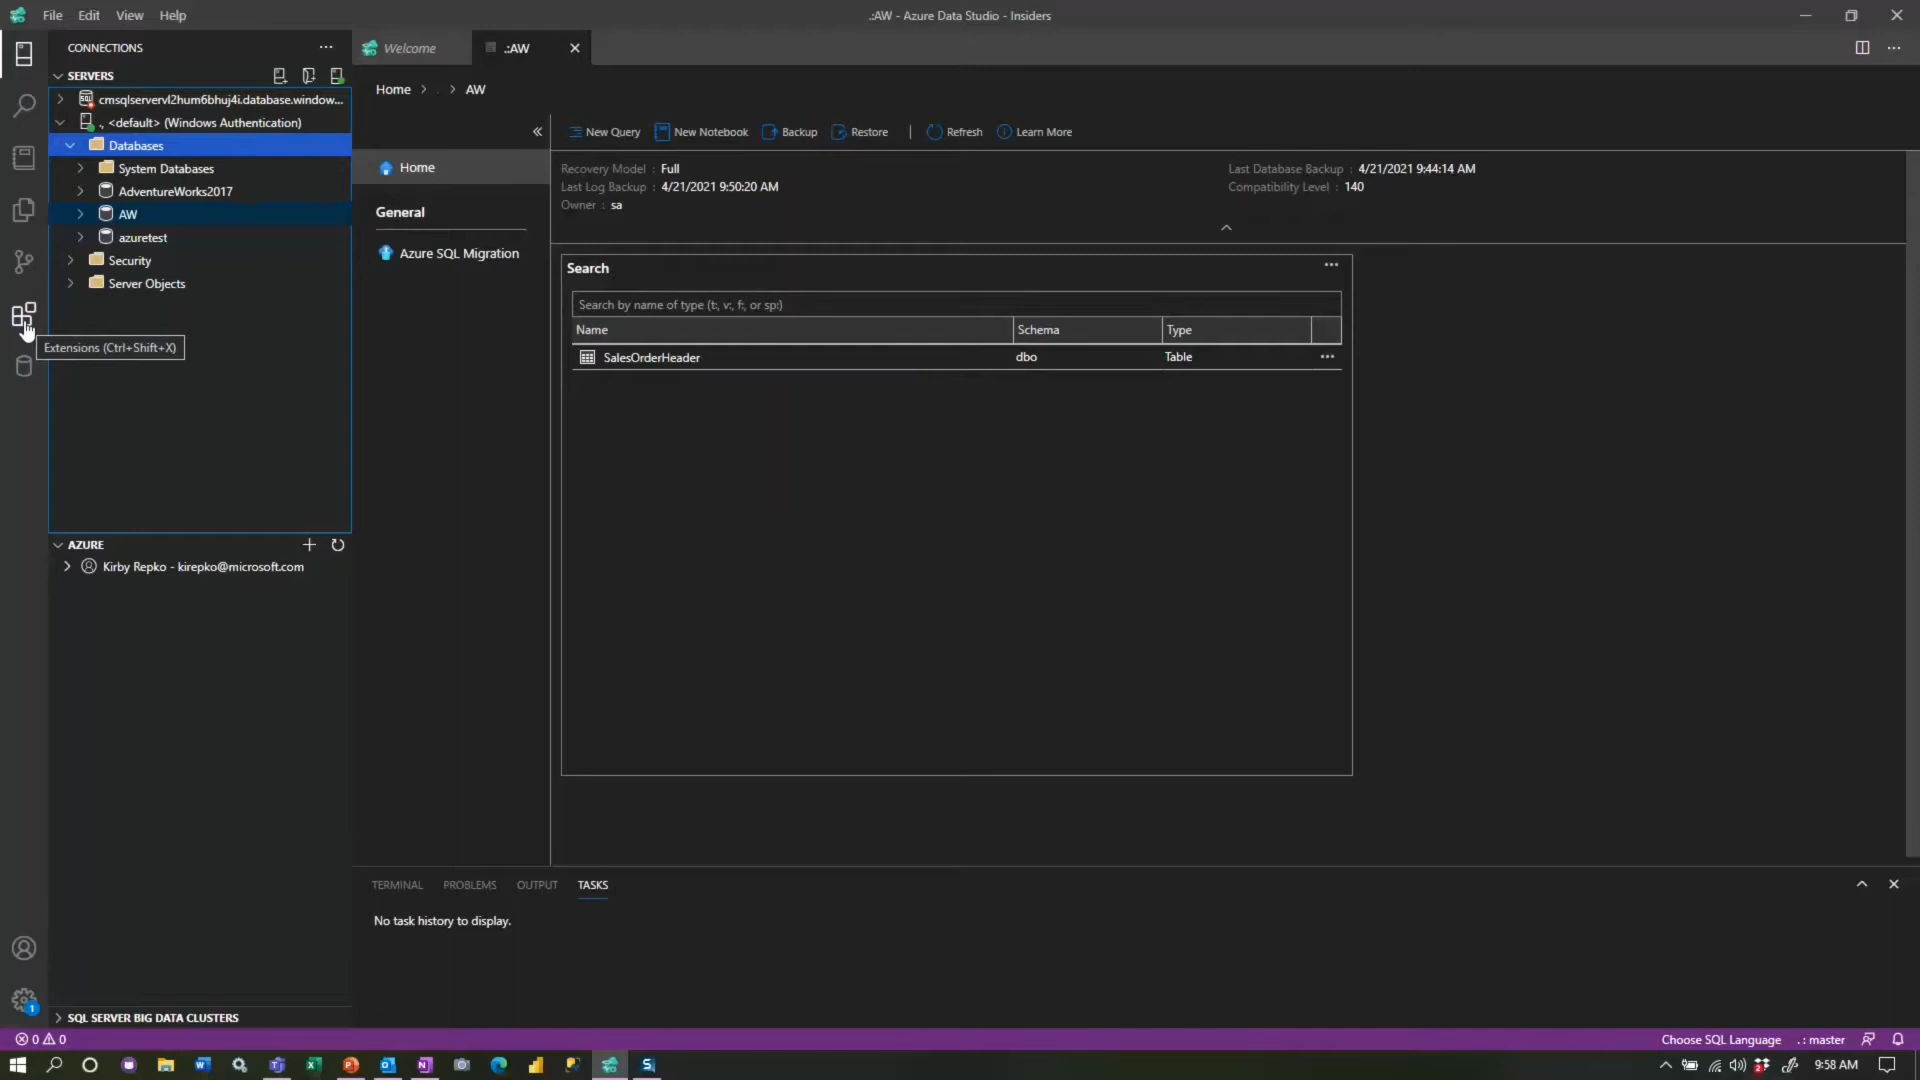 File Edit View Help
.:AW - Azure Data Studio - Insiders
CONNECTIONS
Welcome
.:AW
SERVERS
cmsqlservervl2hum6bhuj4i.database.window...
., <default> (Windows Authentication)
Databases
System Databases
AdventureWorks2017
AW
azuretest
Security
Server Objects
Extensions (Ctrl+Shift+X)
AZURE
Kirby Repko - kirepko@microsoft.com
SQL SERVER BIG DATA CLUSTERS
Home > . > AW
Home
General
Azure SQL Migration
New Query New Notebook Backup Restore | Refresh Learn More
Recovery Model : Full
Last Log Backup : 4/21/2021 9:50:20 AM
Owner : sa
Last Database Backup : 4/21/2021 9:44:14 AM
Compatibility Level : 140
Search
Search by name of type (t:, v:, f:, or sp:)
Name Schema Type
SalesOrderHeader dbo Table
TERMINAL PROBLEMS OUTPUT TASKS
No task history to display.
1
0 0
Choose SQL Language .:master
9:58 AM